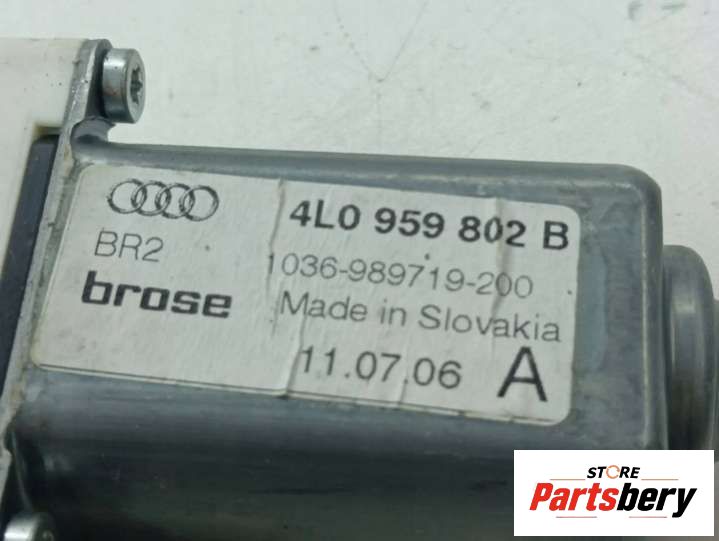 4L0 959 802 B
BR2
1036-989719-200
brose
Made in Slovakia
11.07.06 A
STORE
Partsbery